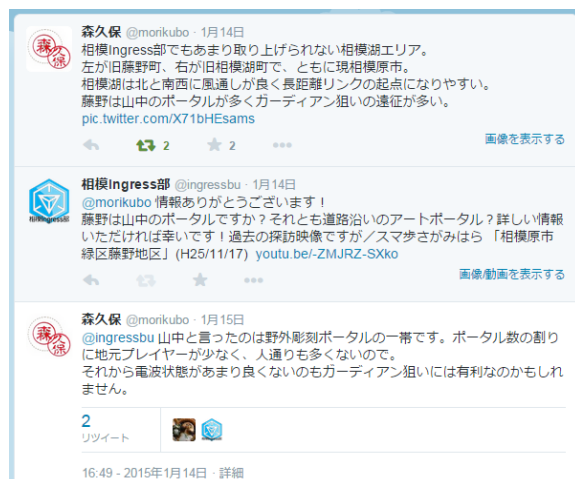 森久保 @morikubo · 1月14日
相模Ingress部でもあまり取り上げられない相模湖エリア。
左が旧藤野町、右が旧相模湖町で、ともに現相模原市。
相模湖は北と南西に風通しが良く長距離リンクの起点になりやすい。
藤野は山中のポータルが多くガーディアン狙いの遠征が多い。
pic.twitter.com/X71bHEsams
2 2
画像を表示する
相模Ingress部 @ingressbu · 1月14日
@morikubo 情報ありがとうございます！
藤野は山中のポータルですか？それとも道路沿いのアートポータル？詳しい情報
いただければ幸いです！過去の探訪映像ですが／スマ歩さがみはら 「相模原市
緑区藤野地区」(H25/11/17) youtu.be/-ZMJRZ-SXko
画像/動画を表示する
森久保 @morikubo · 1月15日
@ingressbu 山中と言ったのは野外彫刻ポータルの一帯です。ポータル数の割り
に地元プレイヤーが少なく、人通りも多くないので。
それから電波状態があまり良くないのもガーディアン狙いには有利なのかもしれ
ません。
2
リツイート
16:49 - 2015年1月14日 · 詳細